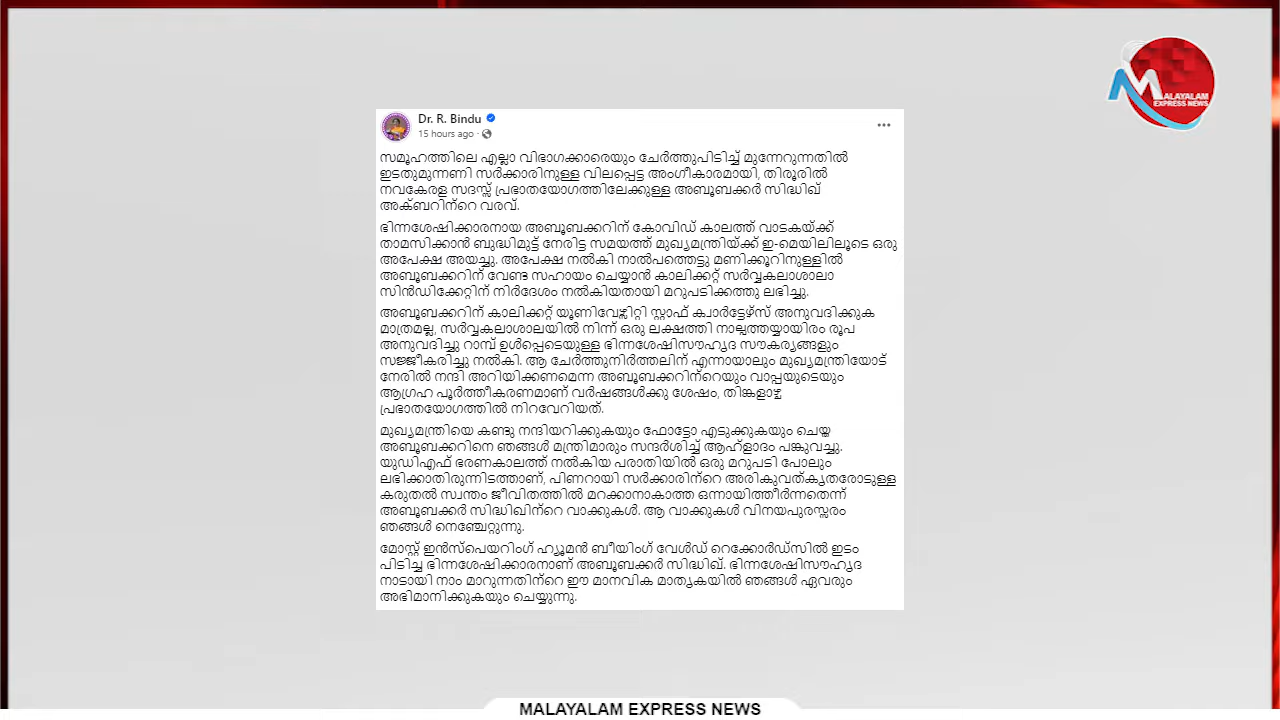 MALAYALAM
EXPRESS NEWS
Dr. R. Bindu
15 hours ago
സമൂഹത്തിലെ എല്ലാ വിഭാഗക്കാരെയും ചേർത്തുപിടിച്ച് മുന്നേറുന്നതിൽ
ഇടതുമുന്നണി സർക്കാരിനുള്ള വിലപ്പെട്ട അംഗീകാരമായി, തിരൂരിൽ
നവകേരള സദസ്സ് പ്രഭാതയോഗത്തിലേക്കുള്ള അബൂബക്കർ സിദ്ധിഖ്
അക്ബറിന്റെ വരവ്.
ഭിന്നശേഷിക്കാരനായ അബൂബക്കറിന് കോവിഡ് കാലത്ത് വാടകയ്ക്ക്
താമസിക്കാൻ ബുദ്ധിമുട്ട് നേരിട്ട സമയത്ത് മുഖ്യമന്ത്രിയ്ക്ക് ഇ-മെയിലിലൂടെ ഒരു
അപേക്ഷ അയച്ചു. അപേക്ഷ നൽകി നാൽപത്തെട്ടു മണിക്കൂറിനുള്ളിൽ
അബൂബക്കറിന് വേണ്ട സഹായം ചെയ്യാൻ കാലിക്കറ്റ് സർവ്വകലാശാലാ
സിൻഡിക്കേറ്റിന് നിർദേശം നൽകിയതായി മറുപടിക്കത്തു ലഭിച്ചു.
അബൂബക്കറിന് കാലിക്കറ്റ് യൂണിവേഴ്സിറ്റി സ്റ്റാഫ് ക്വാർട്ടേഴ്സ് അനുവദിക്കുക
മാത്രമല്ല, സർവ്വകലാശാലയിൽ നിന്ന് ഒരു ലക്ഷത്തി നാല്പത്തയ്യായിരം രൂപ
അനുവദിച്ചു റാമ്പ് ഉൾപ്പെടെയുള്ള ഭിന്നശേഷിസൗഹൃദ സൗകര്യങ്ങളും
സജ്ജീകരിച്ചു നൽകി. ആ ചേർത്തുനിർത്തലിന് എന്നായാലും മുഖ്യമന്ത്രിയോട്
നേരിൽ നന്ദി അറിയിക്കണമെന്ന അബൂബക്കറിന്റെയും വാപ്പയുടെയും
ആഗ്രഹ പൂർത്തീകരണമാണ് വർഷങ്ങൾക്കു ശേഷം, തിങ്കളാഴ്ച
പ്രഭാതയോഗത്തിൽ നിറവേറിയത്.
മുഖ്യമന്ത്രിയെ കണ്ടു നന്ദിയറിക്കുകയും ഫോട്ടോ എടുക്കുകയും ചെയ്ത
അബൂബക്കറിനെ ഞങ്ങൾ മന്ത്രിമാരും സന്ദർശിച്ച് ആഹ്ളാദം പങ്കുവച്ചു.
യുഡിഎഫ് ഭരണകാലത്ത് നൽകിയ പരാതിയിൽ ഒരു മറുപടി പോലും
ലഭിക്കാതിരുന്നിടത്താണ്, പിണറായി സർക്കാരിന്റെ അരികുവത്കൃതരോടുള്ള
കരുതൽ സ്വന്തം ജീവിതത്തിൽ മറക്കാനാകാത്ത ഒന്നായിത്തീർന്നതെന്ന്
അബൂബക്കർ സിദ്ധിഖിന്റെ വാക്കുകൾ. ആ വാക്കുകൾ വിനയപുരസ്സരം
ഞങ്ങൾ നെഞ്ചേറ്റുന്നു.
മോസ്റ്റ് ഇൻസ്പെയറിംഗ് ഹ്യൂമൻ ബീയിംഗ് വേൾഡ് റെക്കോർഡ്സിൽ ഇടം
പിടിച്ച ഭിന്നശേഷിക്കാരനാണ് അബൂബക്കർ സിദ്ധിഖ്. ഭിന്നശേഷിസൗഹൃദ
നാടായി നാം മാറുന്നതിന്റെ ഈ മാനവിക മാതൃകയിൽ ഞങ്ങൾ ഏവരും
അഭിമാനിക്കുകയും ചെയ്യുന്നു.
MALAYALAM EXPRESS NEWS